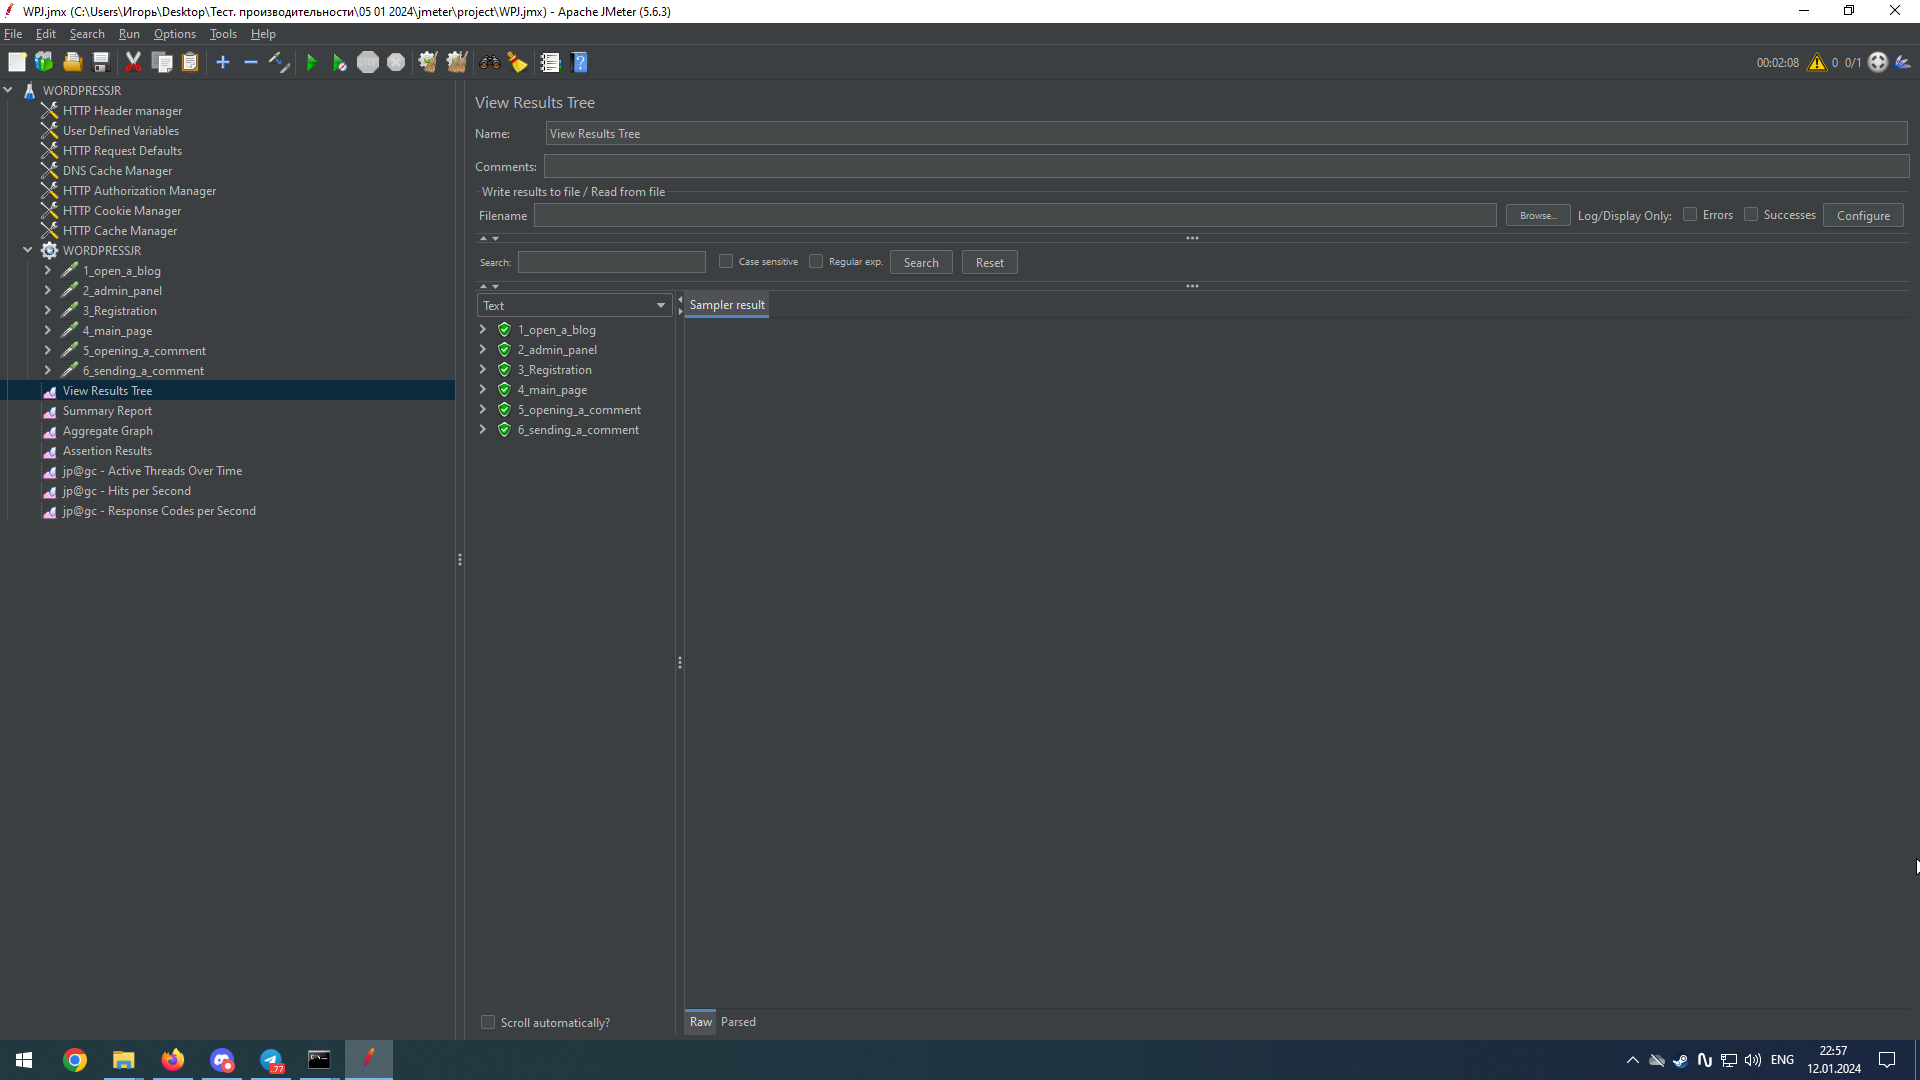 WPJ.jmx (C:\Users\Игорь\Desktop\Тест. производительности\05 01 2024\jmeter\project\WPJ.jmx) - Apache JMeter (5.6.3)
File Edit Search Run Options Tools Help
00:02:08 0 0/1
WORDPRESSJR
HTTP Header manager
User Defined Variables
HTTP Request Defaults
DNS Cache Manager
HTTP Authorization Manager
HTTP Cookie Manager
HTTP Cache Manager
WORDPRESSJR
1_open_a_blog
2_admin_panel
3_Registration
4_main_page
5_opening_a_comment
6_sending_a_comment
View Results Tree
Summary Report
Aggregate Graph
Assertion Results
jp@gc - Active Threads Over Time
jp@gc - Hits per Second
jp@gc - Response Codes per Second
View Results Tree
Name: View Results Tree
Comments:
Write results to file / Read from file
Filename Browse... Log/Display Only: Errors Successes Configure
Search: Case sensitive Regular exp. Search Reset
Text
Sampler result
1_open_a_blog
2_admin_panel
3_Registration
4_main_page
5_opening_a_comment
6_sending_a_comment
Scroll automatically?
Raw Parsed
77
ENG
22:57
12.01.2024